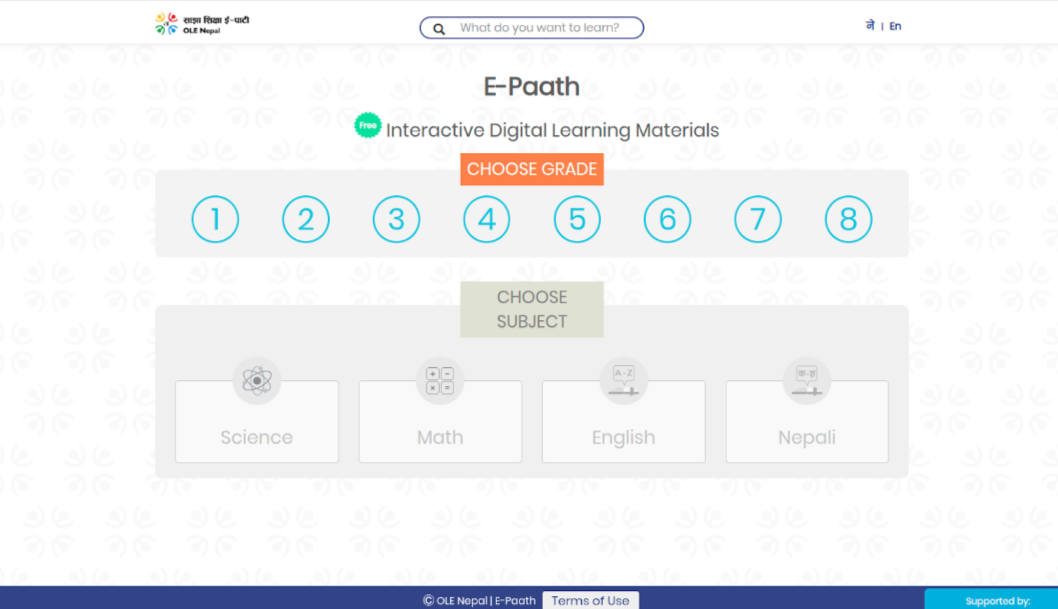 साझा शिक्षा ई-पाटी
OLE Nepal
What do you want to learn?
ने | En
E-Paath
Free Interactive Digital Learning Materials
CHOOSE GRADE
1 2 3 4 5 6 7 8
CHOOSE
SUBJECT
+ - × =
A-Z
क-ज्ञ
Science Math English Nepali
© OLE Nepal | E-Paath Terms of Use
Supported by: